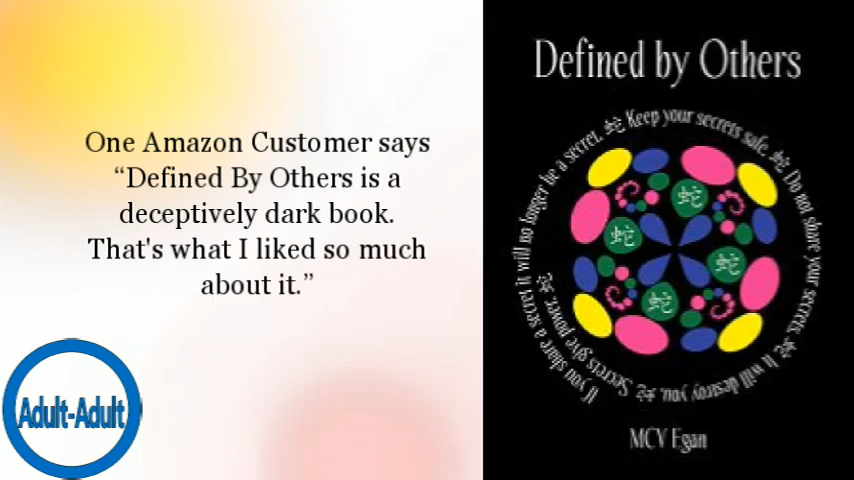 One Amazon Customer says
“Defined By Others is a
deceptively dark book.
That's what I liked so much
about it.”
Adult-Adult
Defined by Others
Keep your secrets safe. 蛇 Do not share your secrets. 蛇 It will destroy you. 蛇 Secrets give power. 蛇 If you share a secret it will no longer be a secret. 蛇
蛇
蛇
蛇
蛇
MCV Egan